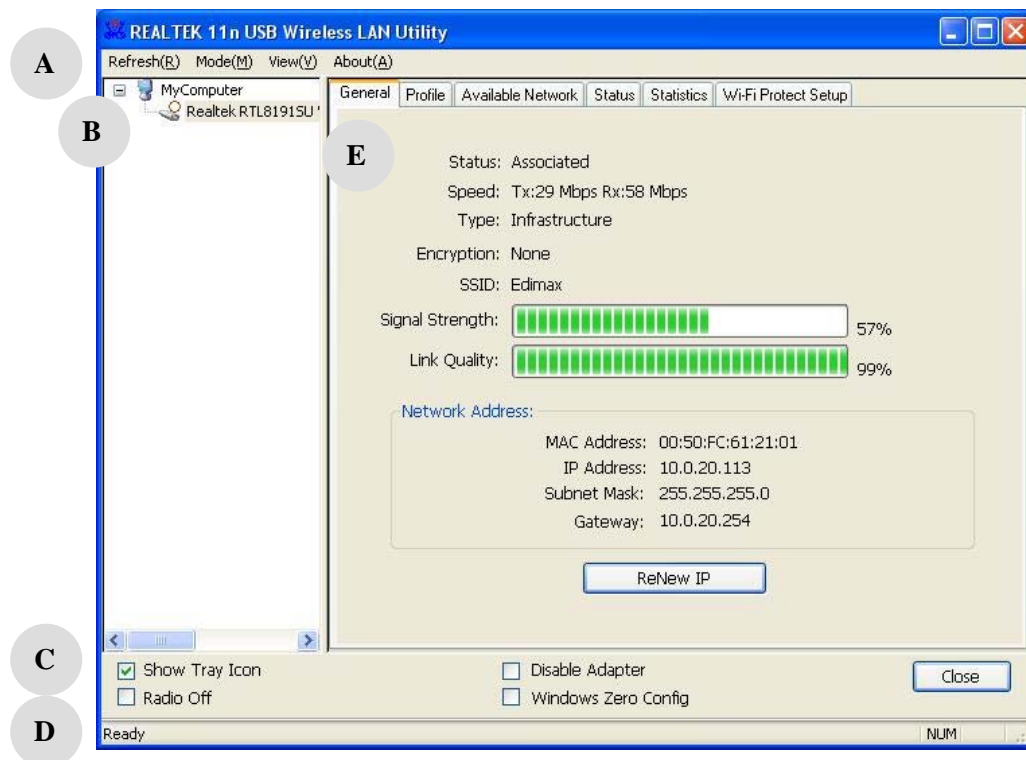 REALTEK 11n USB Wireless LAN Utility
A
Refresh(R) Mode(M) View(V) About(A)
MyComputer
Realtek RTL8191SU
B
General Profile Available Network Status Statistics Wi-Fi Protect Setup
E
Status: Associated
Speed: Tx:29 Mbps Rx:58 Mbps
Type: Infrastructure
Encryption: None
SSID: Edimax
Signal Strength: 57%
Link Quality: 99%
Network Address:
MAC Address: 00:50:FC:61:21:01
IP Address: 10.0.20.113
Subnet Mask: 255.255.255.0
Gateway: 10.0.20.254
ReNew IP
C
Show Tray Icon Disable Adapter Close
Radio Off Windows Zero Config
D
Ready NUM